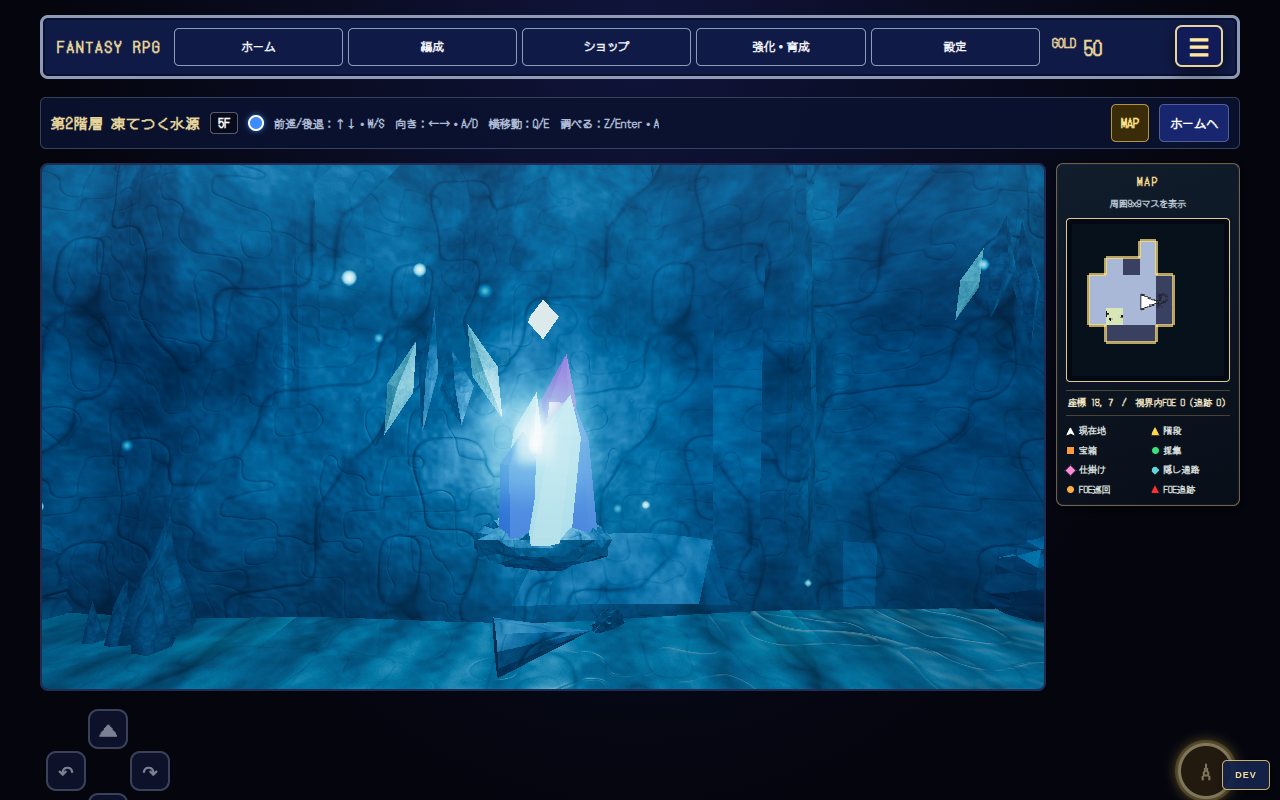 FANTASY RPG
ホーム
編成
ショップ
強化・育成
設定
GOLD 50
第2階層 凍てつく水源
5F
前進/後退：↑↓・W/S 向き：←→・A/D 横移動：Q/E 調べる：Z/Enter・A
MAP
ホームへ
MAP
周囲9x9マスを表示
座標 18, 7 / 視界内FOE 0 (追跡 0)
現在地
階段
宝箱
採集
仕掛け
隠し通路
FOE巡回
FOE追跡
A
DEV